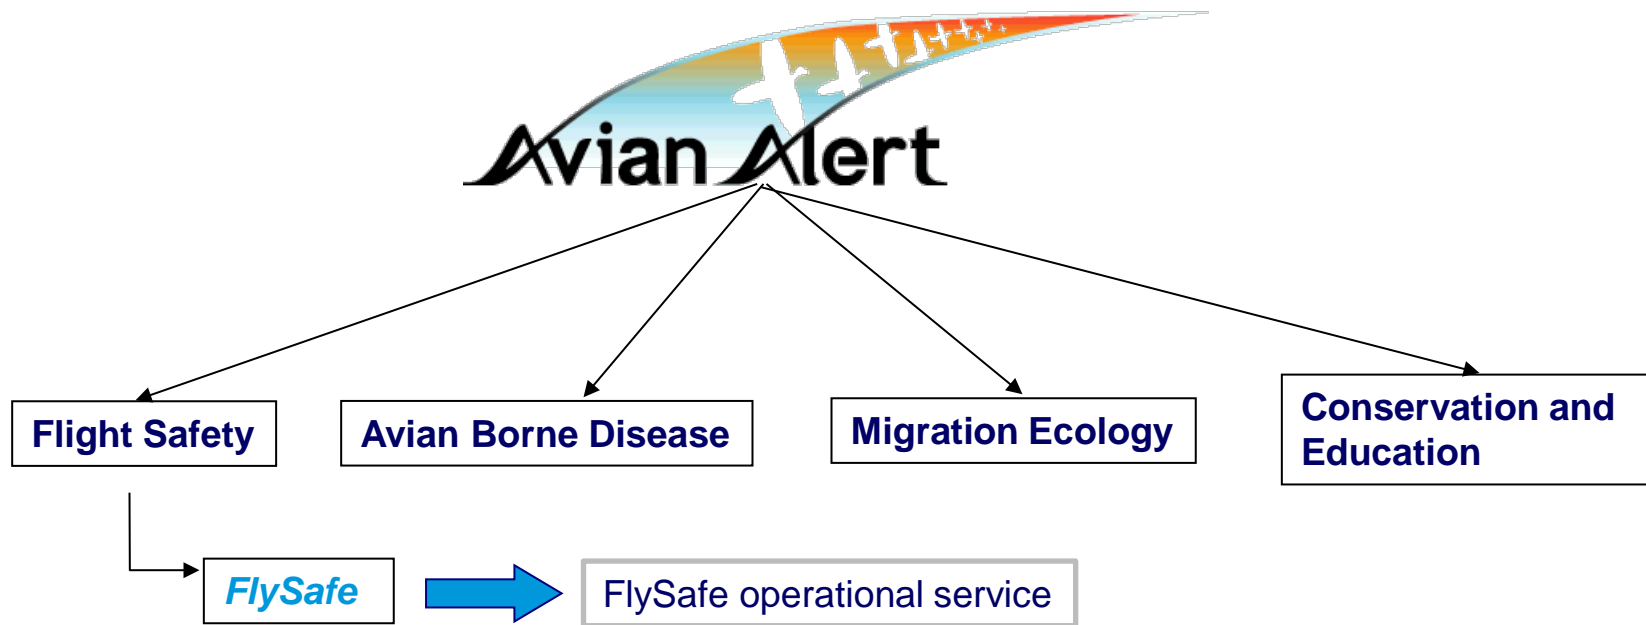 Avian Alert
Flight Safety
Avian Borne Disease
Migration Ecology
Conservation and
Education
FlySafe
FlySafe operational service